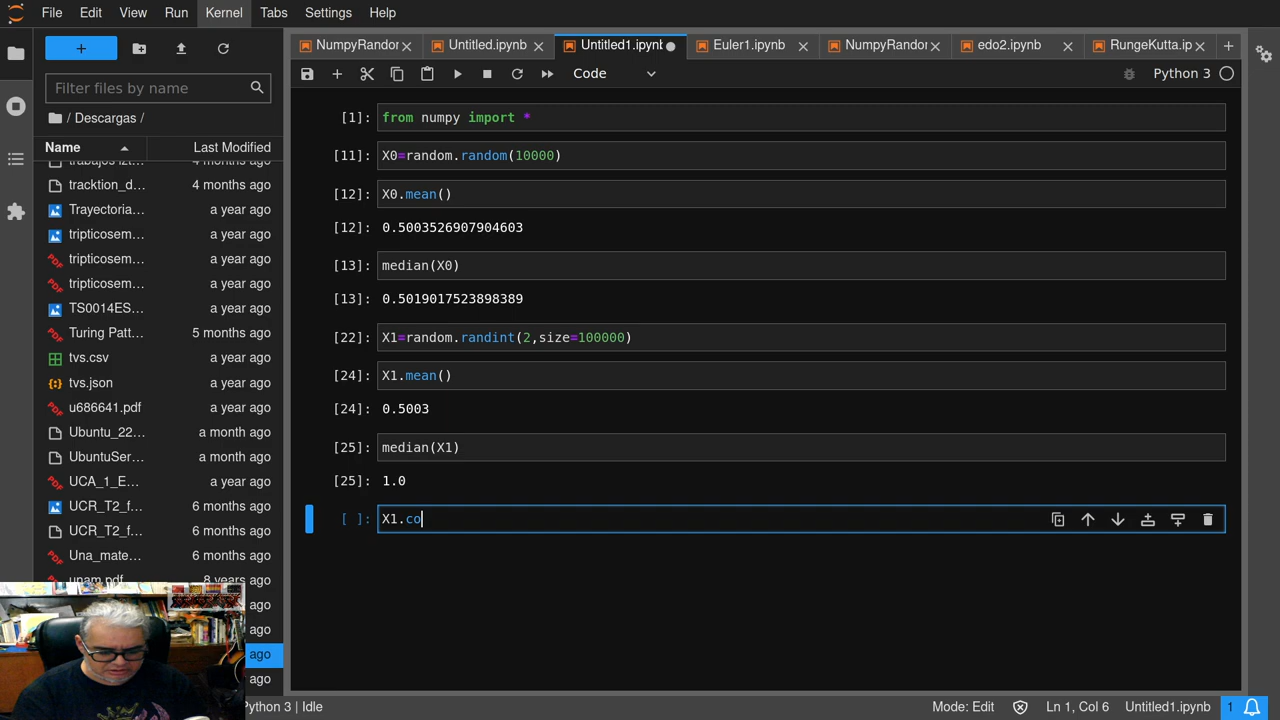 File Edit View Run Kernel Tabs Settings Help
NumpyRandor Untitled.ipynb Untitled1.ipynb Euler1.ipynb NumpyRandor edo2.ipynb RungeKutta.ip
Code
Python 3
Filter files by name
/ Descargas /
Name Last Modified
trabajos izt... 4 months ago
tracktion_d... 4 months ago
Trayectoria... a year ago
tripticosem... a year ago
tripticosem... a year ago
tripticosem... a year ago
TS0014ES... a year ago
Turing Patt... 5 months ago
tvs.csv a year ago
tvs.json a year ago
u686641.pdf a year ago
Ubuntu_22... a month ago
UbuntuSer... a month ago
UCA_1_E... a year ago
UCR_T2_f... 6 months ago
UCR_T2_f... 6 months ago
Una_mate... 6 months ago
unam.pdf 8 years ago
ago
ago
ago
ago
[1]: from numpy import *
[11]: X0=random.random(10000)
[12]: X0.mean()
[12]: 0.5003526907904603
[13]: median(X0)
[13]: 0.5019017523898389
[22]: X1=random.randint(2,size=100000)
[24]: X1.mean()
[24]: 0.5003
[25]: median(X1)
[25]: 1.0
[ ]: X1.co
Python 3 | Idle Mode: Edit Ln 1, Col 6 Untitled1.ipynb 1